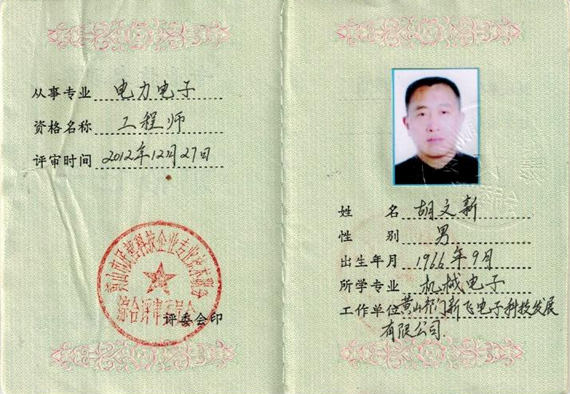 从事专业 电力电子
资格名称 工程师
评审时间 2012年12月27日
评委会印
姓 名 胡文新
性 别 男
出生年月 1966年9月
所学专业 机械电子
工作单位 黄山祁门新飞电子科技发展
有限公司